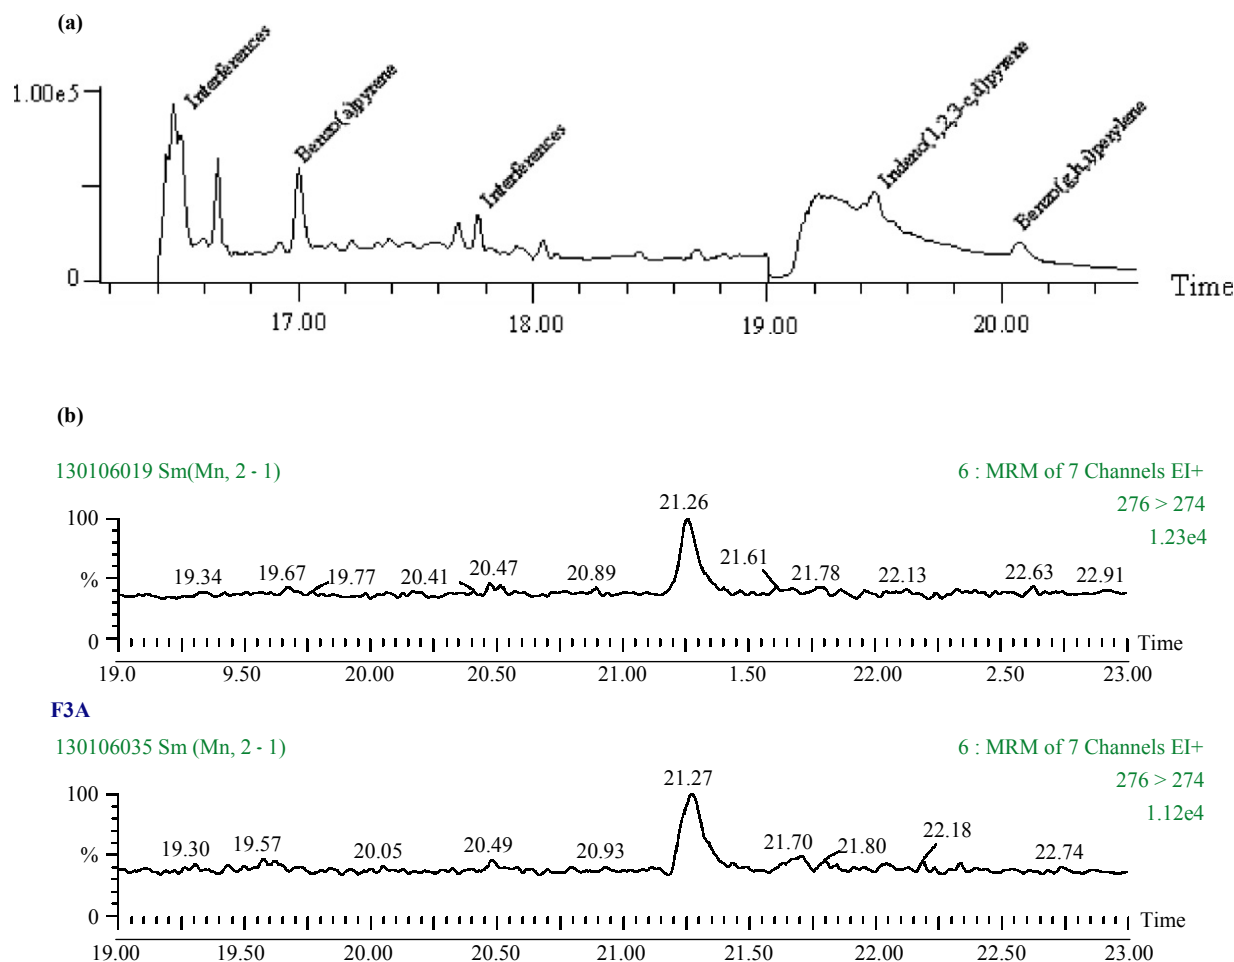 (a)
Interferences
Benzo(a)pyrene
Interferences
Indeno(1,2,3-c,d)pyrene
Benzo(g,h,i)perylene
1.00e5
0
Time
17.00 18.00 19.00 20.00
(b)
130106019 Sm(Mn, 2 - 1) 6 : MRM of 7 Channels EI+
276 > 274
1.23e4
21.26
100
19.34 19.67 19.77 20.41 20.47 20.89 21.61 21.78 22.13 22.63 22.91
%
0 Time
19.0 9.50 20.00 20.50 21.00 1.50 22.00 2.50 23.00
F3A
130106035 Sm (Mn, 2 - 1) 6 : MRM of 7 Channels EI+
276 > 274
1.12e4
21.27
100
19.30 19.57 20.05 20.49 20.93 21.70 21.80 22.18 22.74
%
0 Time
19.00 19.50 20.00 20.50 21.00 21.50 22.00 22.50 23.00